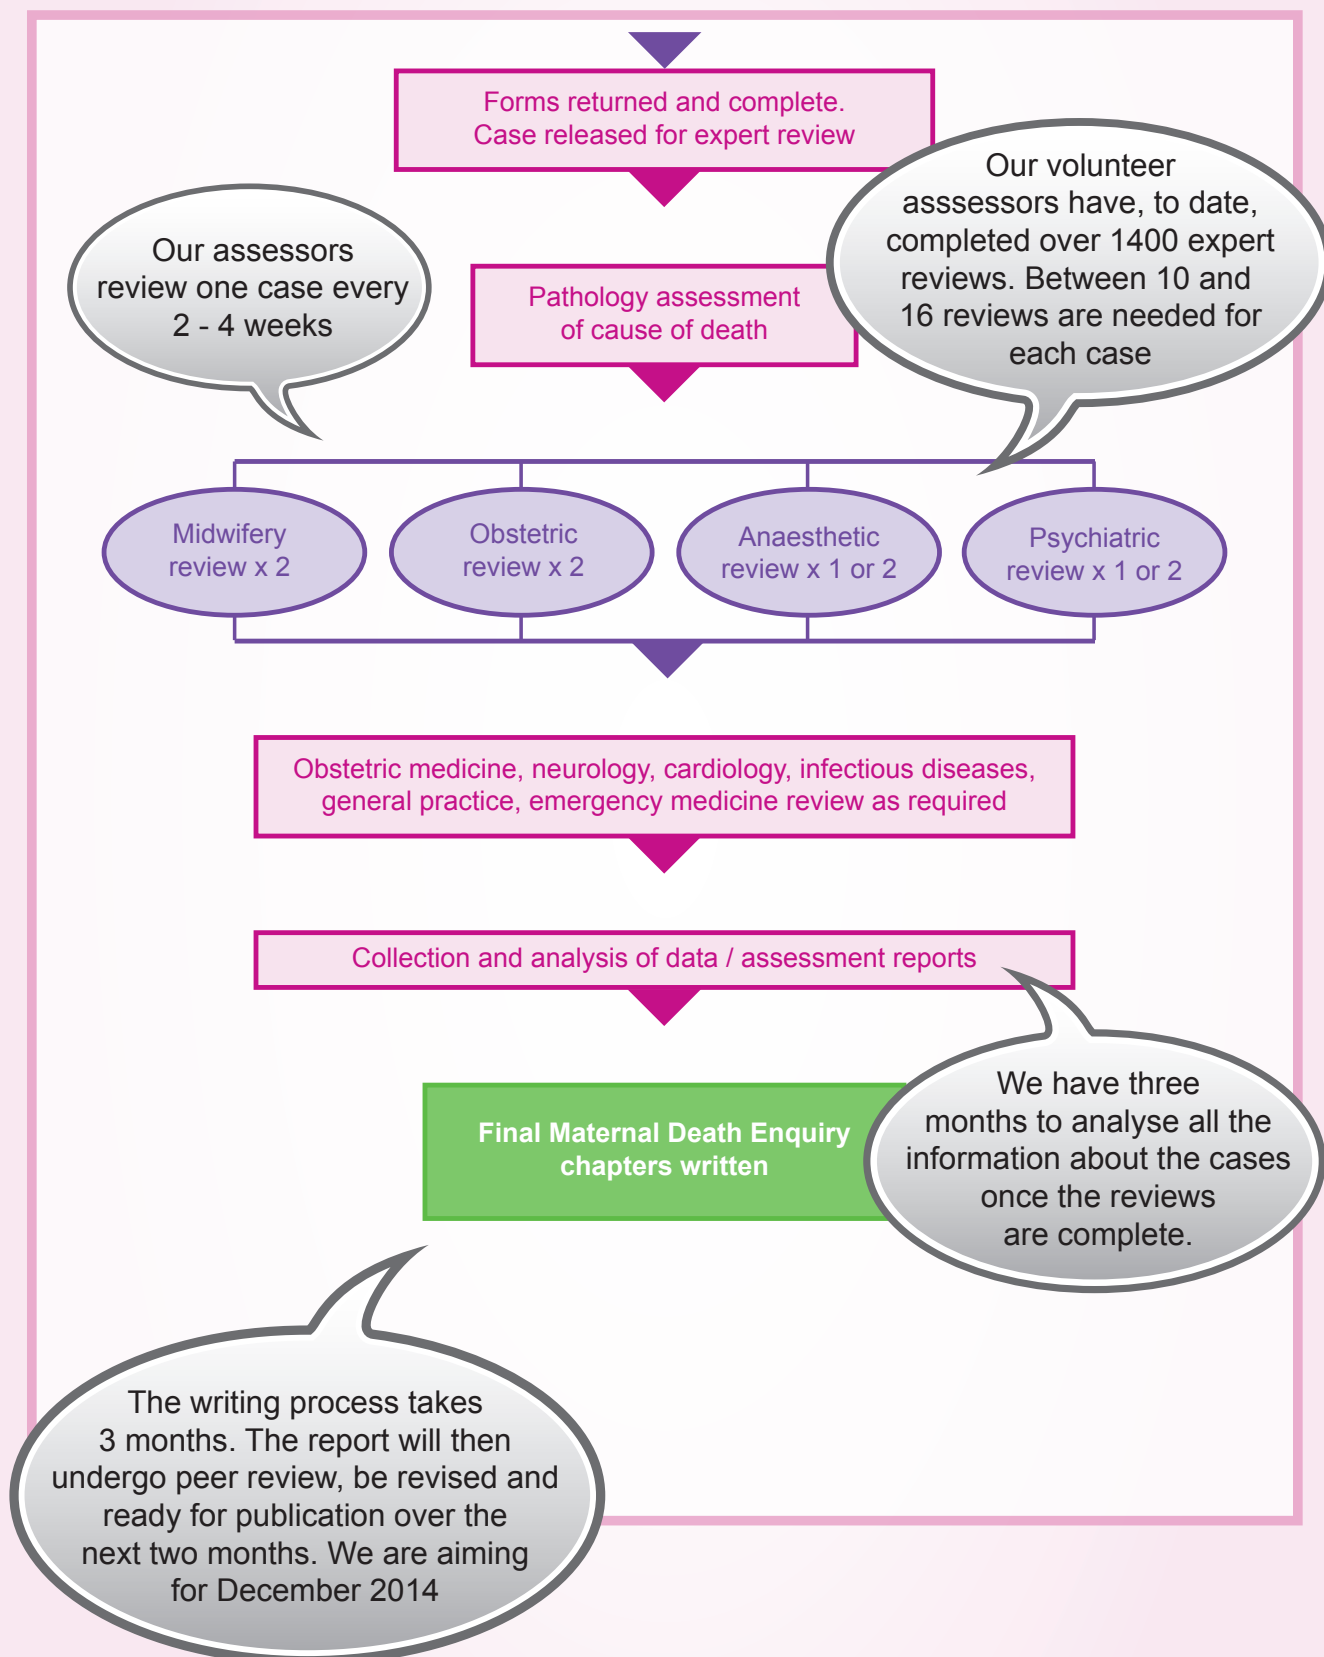 Forms returned and complete.
Case released for expert review
Our volunteer
asssessors have, to date,
completed over 1400 expert
reviews. Between 10 and
16 reviews are needed for
each case
Our assessors
review one case every
2 - 4 weeks
Pathology assessment
of cause of death
Midwifery
review x 2
Obstetric
review x 2
Anaesthetic
review x 1 or 2
Psychiatric
review x 1 or 2
Obstetric medicine, neurology, cardiology, infectious diseases,
general practice, emergency medicine review as required
Collection and analysis of data / assessment reports
We have three
months to analyse all the
information about the cases
once the reviews
are complete.
Final Maternal Death Enquiry
chapters written
The writing process takes
3 months. The report will then
undergo peer review, be revised and
ready for publication over the
next two months. We are aiming
for December 2014